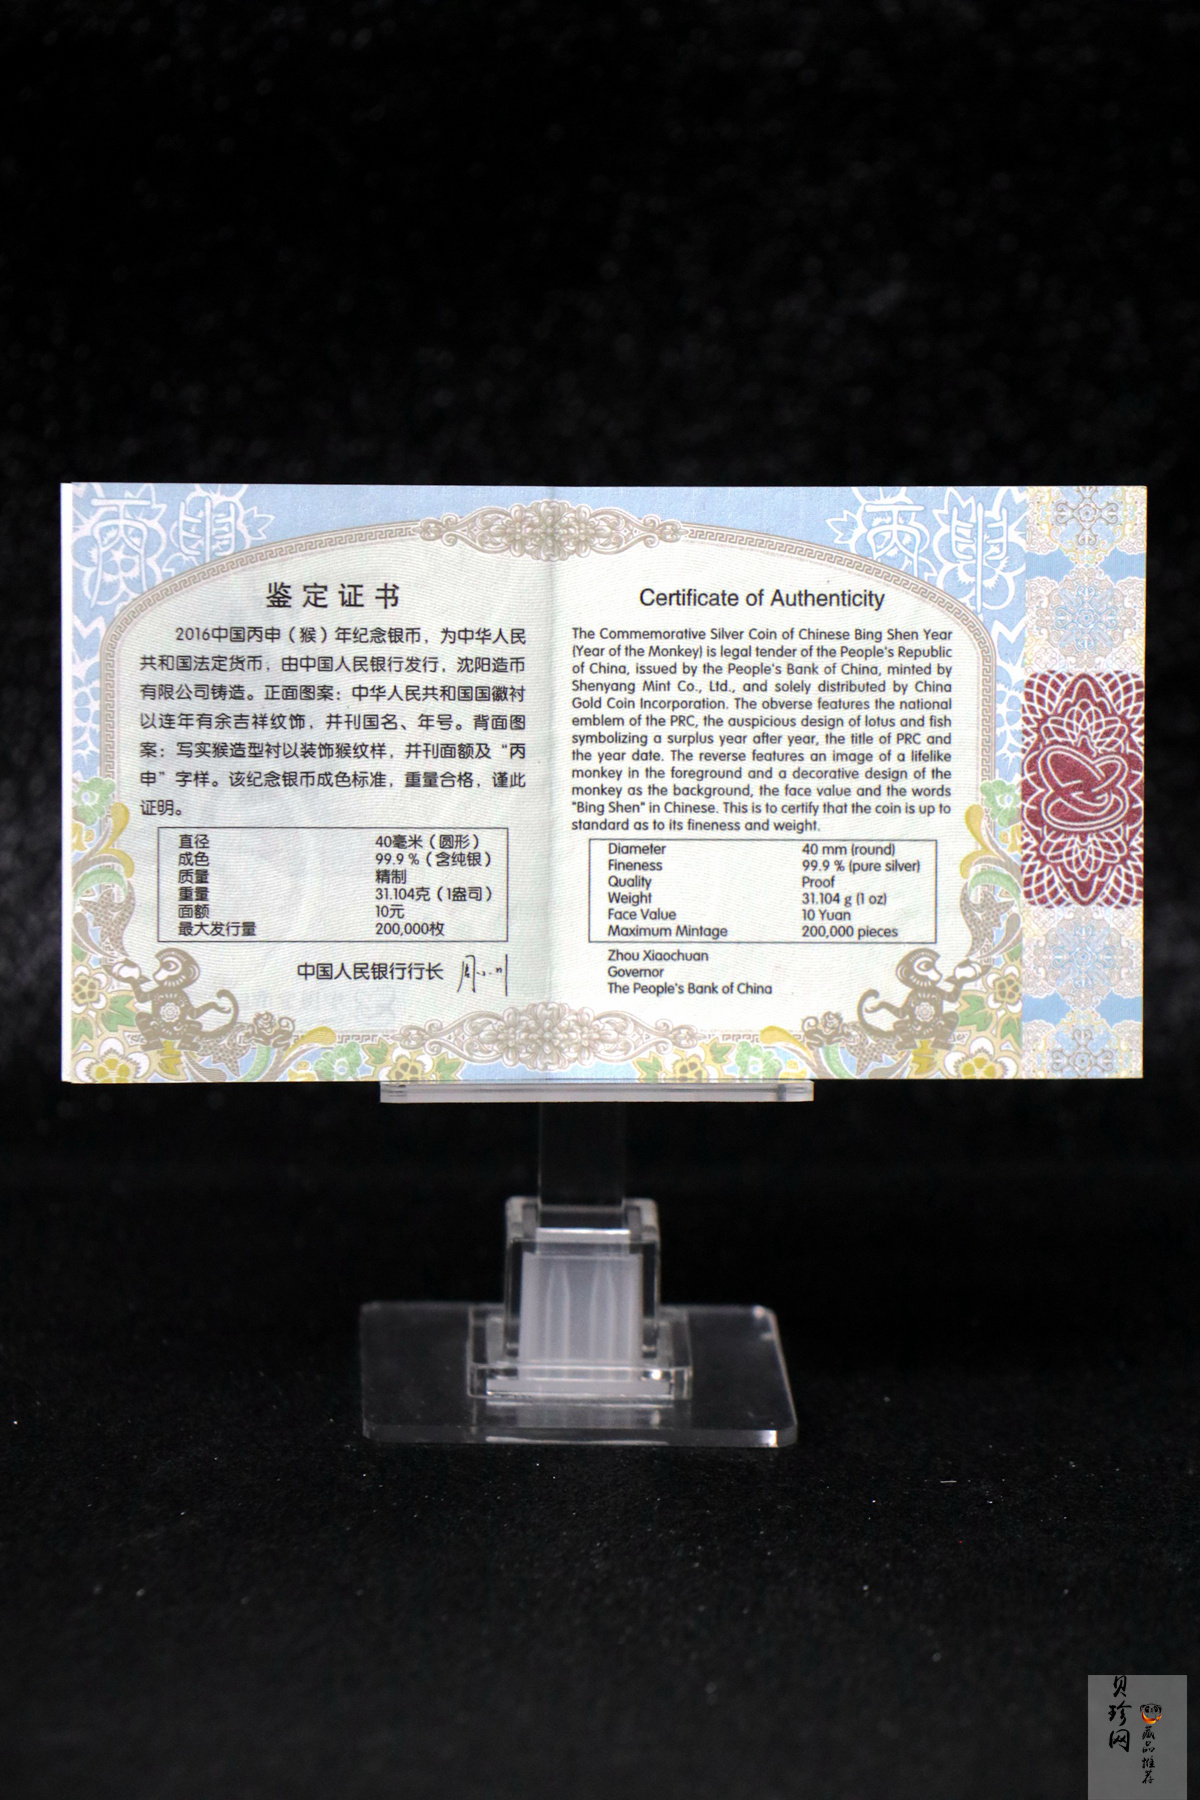 鉴定证书
2016中国丙申（猴）年纪念银币，为中华人民
共和国法定货币，由中国人民银行发行，沈阳造币
有限公司铸造。正面图案：中华人民共和国国徽衬
以连年有余吉祥纹饰，并刊国名、年号。背面图
案：写实猴造型衬以装饰猴纹样，并刊面额及“丙
申”字样。该纪念银币成色标准，重量合格，谨此
证明。
直径 40毫米（圆形）
成色 99.9％（含纯银）
质量 精制
重量 31.104克（1盎司）
面额 10元
最大发行量 200,000枚
中国人民银行行长
Certificate of Authenticity
The Commemorative Silver Coin of Chinese Bing Shen Year
(Year of the Monkey) is legal tender of the People's Republic
of China, issued by the People's Bank of China, minted by
Shenyang Mint Co., Ltd., and solely distributed by China
Gold Coin Incorporation. The obverse features the national
emblem of the PRC, the auspicious design of lotus and fish
symbolizing a surplus year after year, the title of PRC and
the year date. The reverse features an image of a lifelike
monkey in the foreground and a decorative design of the
monkey as the background, the face value and the words
"Bing Shen" in Chinese. This is to certify that the coin is up to
standard as to its fineness and weight.
Diameter 40 mm (round)
Fineness 99.9 % (pure silver)
Quality Proof
Weight 31.104 g (1 oz)
Face Value 10 Yuan
Maximum Mintage 200,000 pieces
Zhou Xiaochuan
Governor
The People's Bank of China
贝珍网
藏品推荐